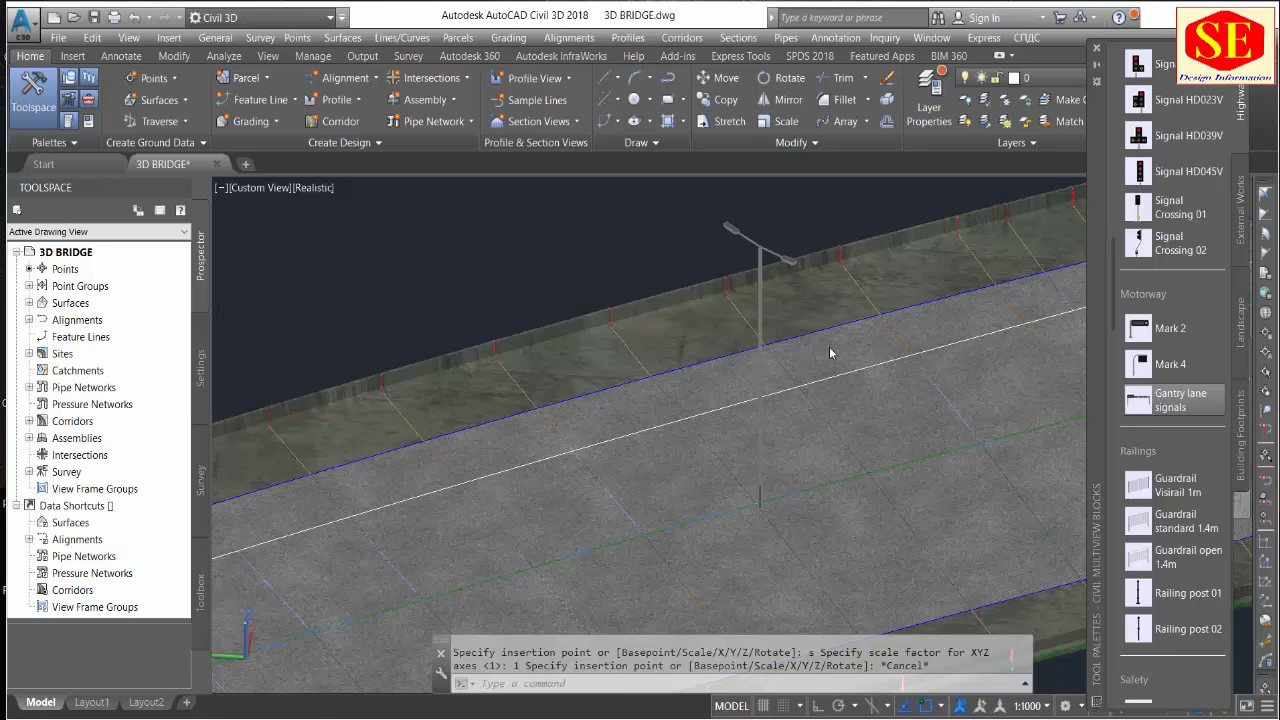 Autodesk AutoCAD Civil 3D 2018 3D BRIDGE.dwg
Civil 3D
Type a keyword or phrase
Sign In
SE
Design Information
C3D
File Edit View Insert General Survey Points Surfaces Lines/Curves Parcels Grading Alignments Profiles Corridors Sections Pipes Annotation Inquiry Window Express СПДС
Home Insert Annotate Modify Analyze View Manage Output Survey Autodesk 360 Autodesk InfraWorks Help Add-ins Express Tools SPDS 2018 Featured Apps BIM 360
Points Parcel Alignment Intersections Profile View Move Rotate Trim 0
Toolspace
Surfaces Feature Line Profile Assembly Sample Lines Copy Mirror Fillet Make C
Layer Properties
Traverse Grading Corridor Pipe Network Section Views Stretch Scale Array Match
Palettes Create Ground Data Create Design Profile & Section Views Draw Modify Layers
Start 3D BRIDGE*
TOOLSPACE
Active Drawing View
3D BRIDGE
Points
Point Groups
Surfaces
Alignments
Feature Lines
Sites
Catchments
Pipe Networks
Pressure Networks
Corridors
Assemblies
Intersections
Survey
View Frame Groups
Data Shortcuts []
Surfaces
Alignments
Pipe Networks
Pressure Networks
Corridors
View Frame Groups
Prospector
Settings
Survey
Toolbox
[−][Custom View][Realistic]
Specify insertion point or [Basepoint/Scale/X/Y/Z/Rotate]: s Specify scale factor for XYZ
axes <1>: 1 Specify insertion point or [Basepoint/Scale/X/Y/Z/Rotate]: *Cancel*
Type a command
Signal HD023V
Signal HD039V
Signal HD045V
Signal
Crossing 01
Signal
Crossing 02
Motorway
Mark 2
Mark 4
Gantry lane
signals
Railings
Guardrail
Visirail 1m
Guardrail
standard 1.4m
Guardrail open
1.4m
Railing post 01
Railing post 02
Safety
External Works
Landscape
Building Footprints
TOOL PALETTES - CIVIL MULTIVIEW BLOCKS
Model Layout1 Layout2
MODEL
1:1000